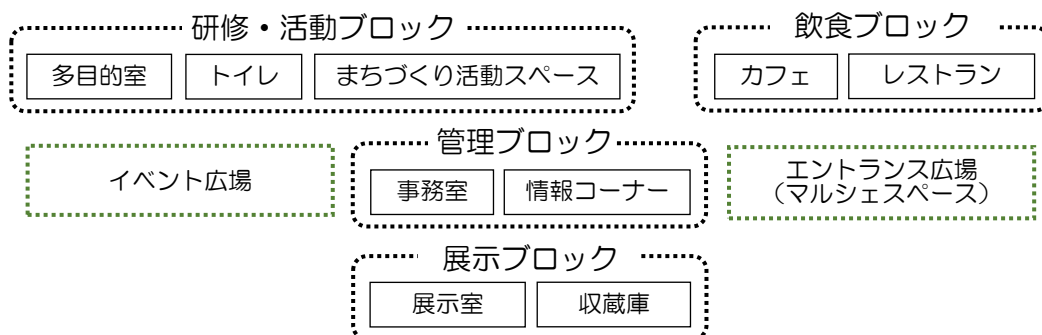 研修・活動ブロック
多目的室
トイレ
まちづくり活動スペース
飲食ブロック
カフェ
レストラン
イベント広場
管理ブロック
事務室
情報コーナー
エントランス広場
（マルシェスペース）
展示ブロック
展示室
収蔵庫